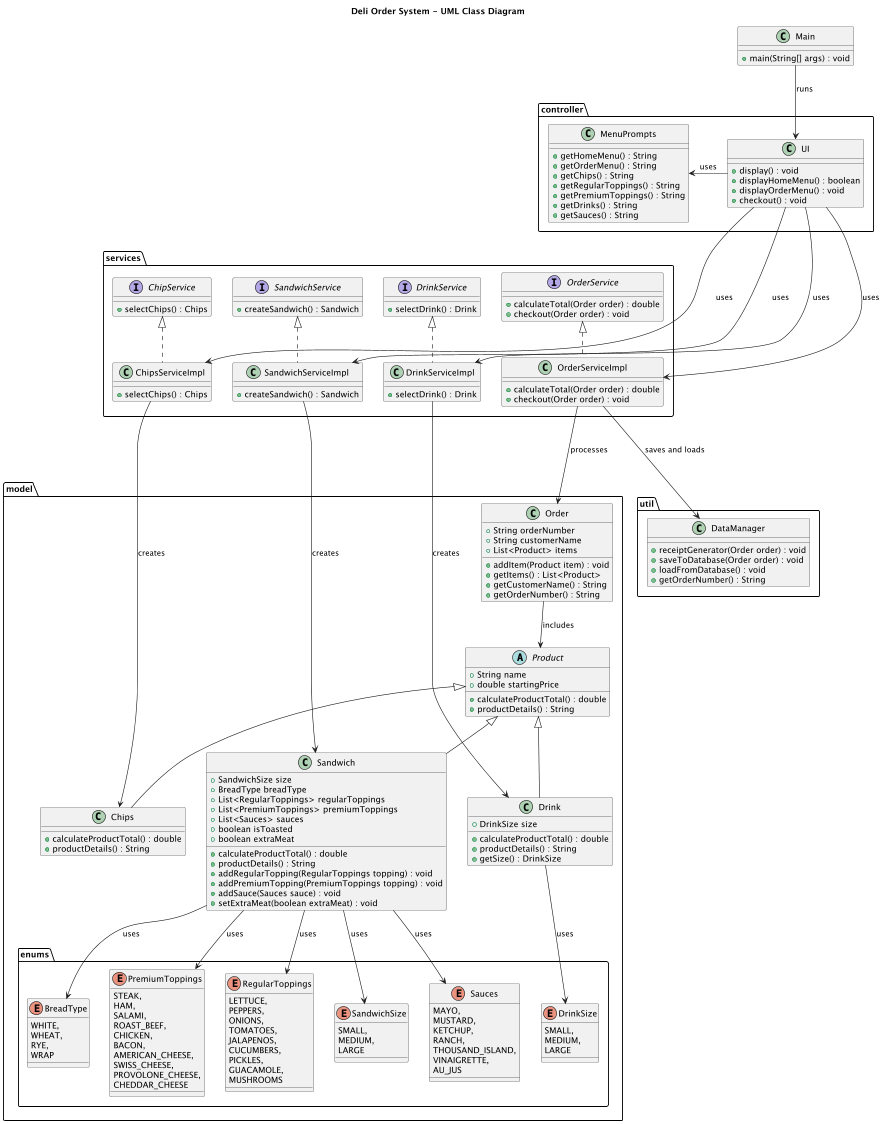 Deli Order System - UML Class Diagram
C Main
main(String[] args) : void
runs
controller
C MenuPrompts
getHomeMenu() : String
getOrderMenu() : String
getChips() : String
getRegularToppings() : String
getPremiumToppings() : String
getDrinks() : String
getSauces() : String
uses
C UI
display() : void
displayHomeMenu() : boolean
displayOrderMenu() : void
checkout() : void
uses
uses
uses
uses
services
I ChipService
selectChips() : Chips
I SandwichService
createSandwich() : Sandwich
I DrinkService
selectDrink() : Drink
I OrderService
calculateTotal(Order order) : double
checkout(Order order) : void
C ChipsServiceImpl
selectChips() : Chips
C SandwichServiceImpl
createSandwich() : Sandwich
C DrinkServiceImpl
selectDrink() : Drink
C OrderServiceImpl
calculateTotal(Order order) : double
checkout(Order order) : void
processes
saves and loads
model
C Order
String orderNumber
String customerName
List<Product> items
addItem(Product item) : void
getItems() : List<Product>
getCustomerName() : String
getOrderNumber() : String
util
C DataManager
receiptGenerator(Order order) : void
saveToDatabase(Order order) : void
loadFromDatabase() : void
getOrderNumber() : String
creates
creates
creates
includes
A Product
String name
double startingPrice
calculateProductTotal() : double
productDetails() : String
C Chips
calculateProductTotal() : double
productDetails() : String
C Sandwich
SandwichSize size
BreadType breadType
List<RegularToppings> regularToppings
List<PremiumToppings> premiumToppings
List<Sauces> sauces
boolean isToasted
boolean extraMeat
calculateProductTotal() : double
productDetails() : String
addRegularTopping(RegularToppings topping) : void
addPremiumTopping(PremiumToppings topping) : void
addSauce(Sauces sauce) : void
setExtraMeat(boolean extraMeat) : void
C Drink
DrinkSize size
calculateProductTotal() : double
productDetails() : String
getSize() : DrinkSize
uses
uses
uses
uses
uses
uses
enums
E BreadType
WHITE,
WHEAT,
RYE,
WRAP
E PremiumToppings
STEAK,
HAM,
SALAMI,
ROAST_BEEF,
CHICKEN,
BACON,
AMERICAN_CHEESE,
SWISS_CHEESE,
PROVOLONE_CHEESE,
CHEDDAR_CHEESE
E RegularToppings
LETTUCE,
PEPPERS,
ONIONS,
TOMATOES,
JALAPENOS,
CUCUMBERS,
PICKLES,
GUACAMOLE,
MUSHROOMS
E SandwichSize
SMALL,
MEDIUM,
LARGE
E Sauces
MAYO,
MUSTARD,
KETCHUP,
RANCH,
THOUSAND_ISLAND,
VINAIGRETTE,
AU_JUS
E DrinkSize
SMALL,
MEDIUM,
LARGE